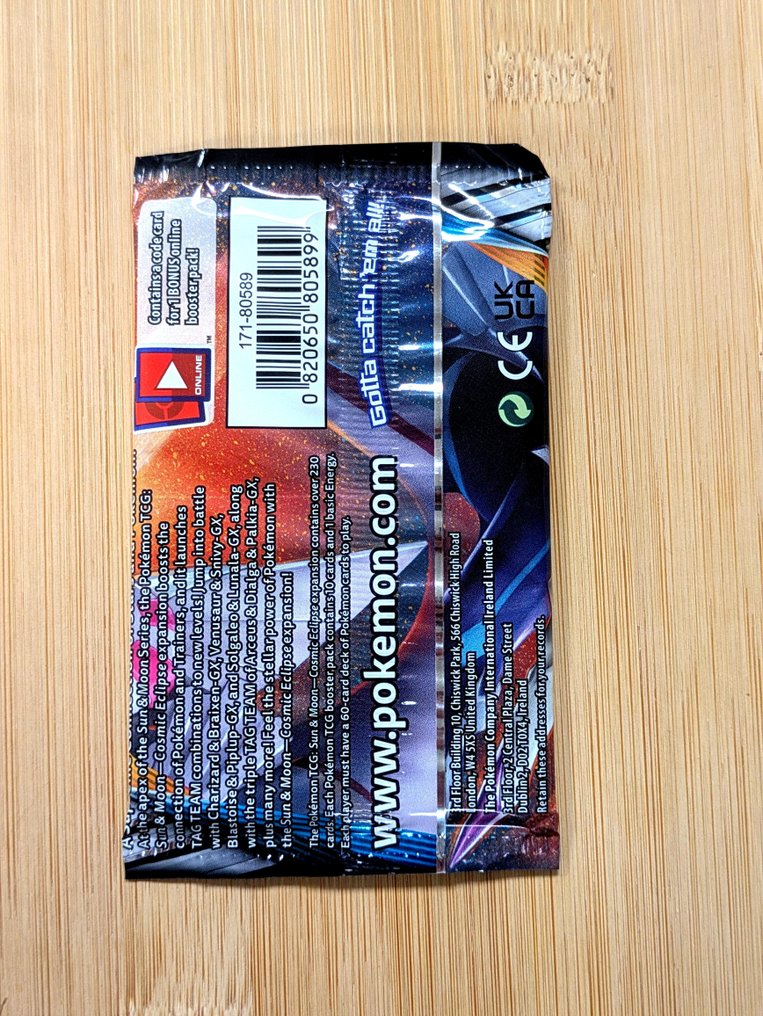 At the apex of the Sun & Moon Series, the Pokémon TCG:
Sun & Moon—Cosmic Eclipse expansion boosts the
connection of Pokémon and Trainers, and it launches
TAG TEAM combinations to new levels! Jump into battle
with Charizard & Braixen-GX, Venusaur & Snivy-GX,
Blastoise & Piplup-GX, and Solgaleo & Lunala-GX, along
with the triple TAG TEAM of Arceus & Dialga & Palkia-GX,
plus many more! Feel the stellar power of Pokémon with
the Sun & Moon—Cosmic Eclipse expansion!
The Pokémon TCG: Sun & Moon—Cosmic Eclipse expansion contains over 230
cards. Each Pokémon TCG booster pack contains 10 cards and 1 basic Energy.
Each player must have a 60-card deck of Pokémon cards to play.
www.pokemon.com
ONLINE
TM
Contains a code card
for 1 BONUS online
booster pack!
171-80589
0 820650 805899
Gotta catch 'em all!
3rd Floor Building 10, Chiswick Park, 566 Chiswick High Road
London, W4 5XS United Kingdom
The Pokémon Company International Ireland Limited
3rd Floor, 2 Central Plaza, Dame Street
Dublin 2, D02 T0X4, Ireland
Retain these addresses for your records.
CE
UK
CA